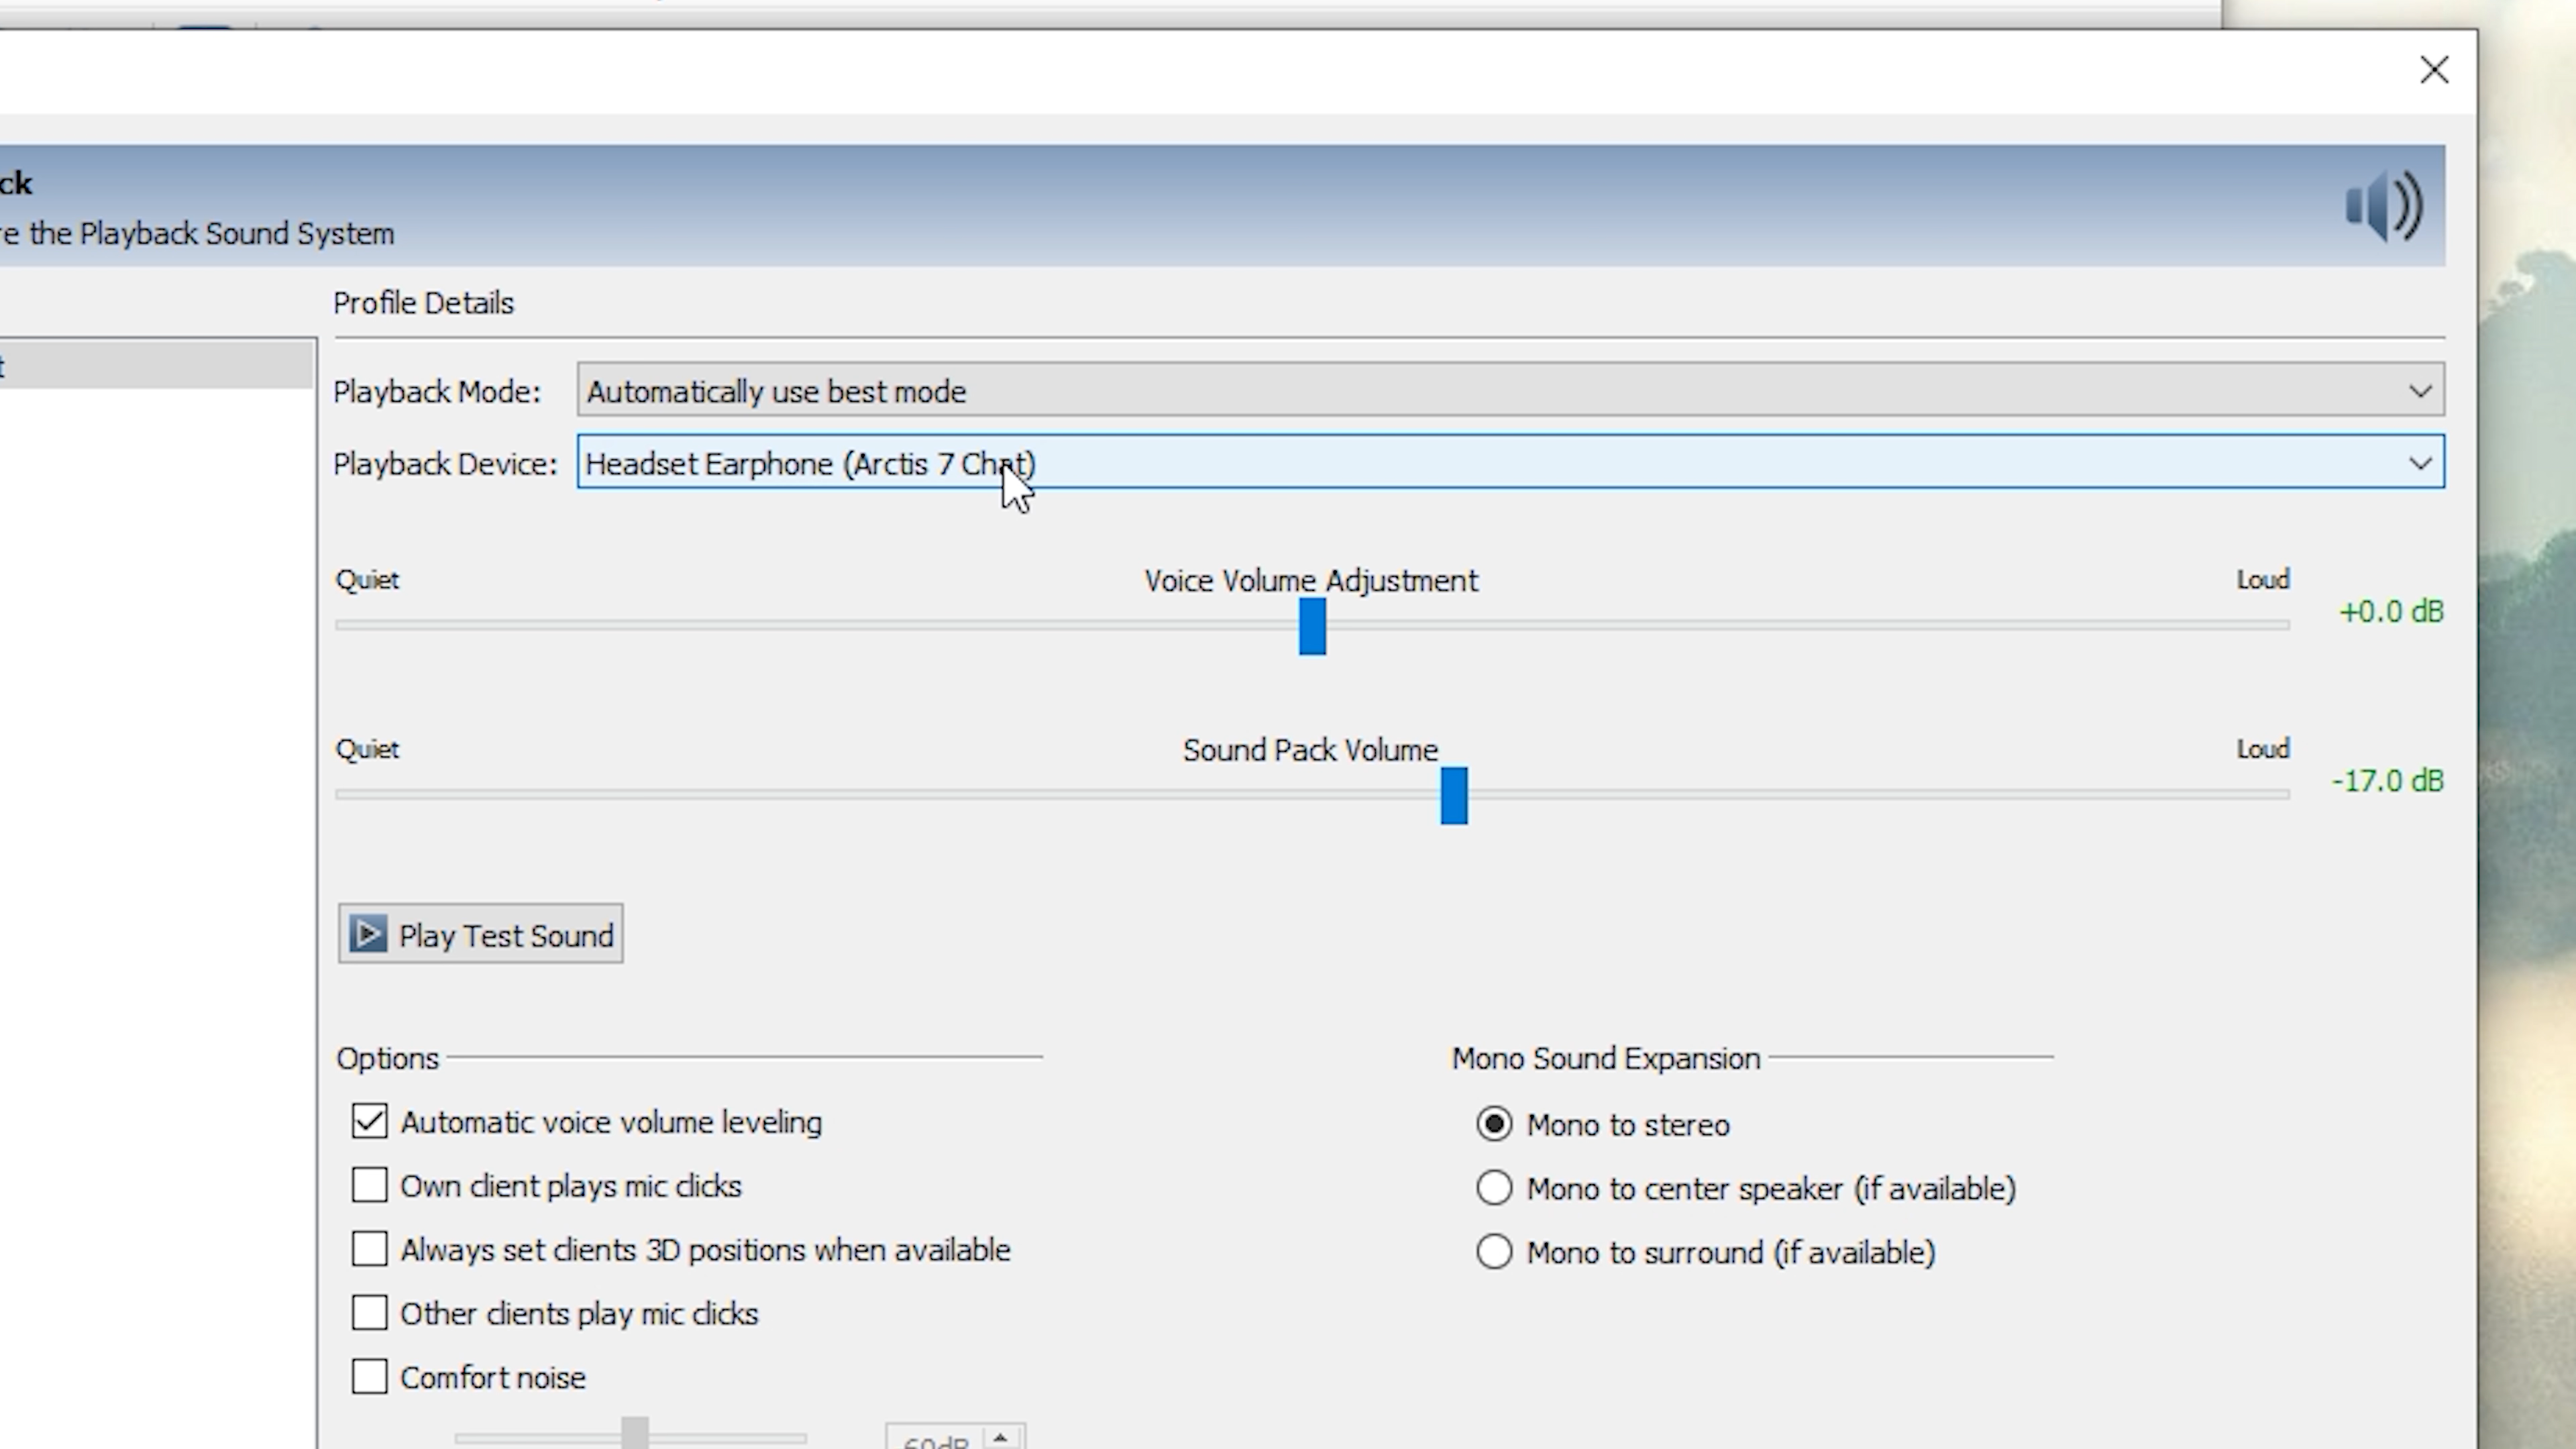 ck
re the Playback Sound System
Profile Details
t
Playback Mode: Automatically use best mode
Playback Device: Headset Earphone (Arctis 7 Chat)
Quiet Voice Volume Adjustment Loud
+0.0 dB
Quiet Sound Pack Volume Loud
-17.0 dB
Play Test Sound
Options
Automatic voice volume leveling
Own client plays mic clicks
Always set clients 3D positions when available
Other clients play mic clicks
Comfort noise
Mono Sound Expansion
Mono to stereo
Mono to center speaker (if available)
Mono to surround (if available)